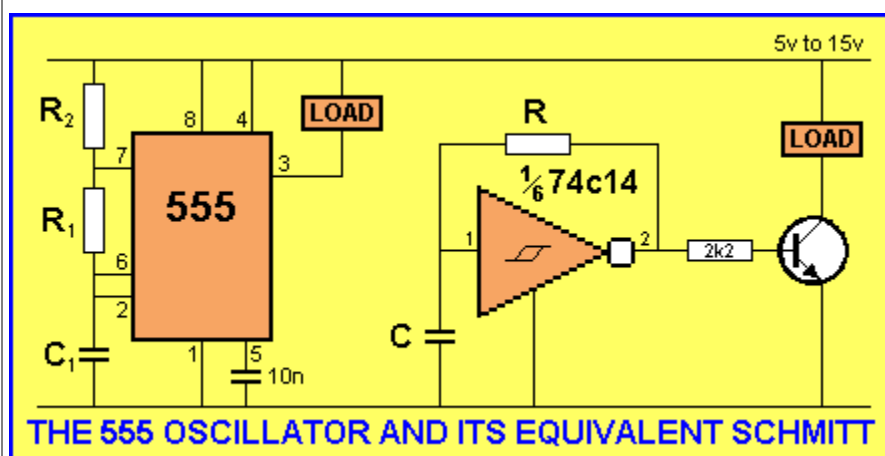 5v to 15v
R2
8
4
LOAD
R
LOAD
7
3
1/6 74c14
555
R1
1
2
2k2
6
2
C1
1
5
10n
C
THE 555 OSCILLATOR AND ITS EQUIVALENT SCHMITT